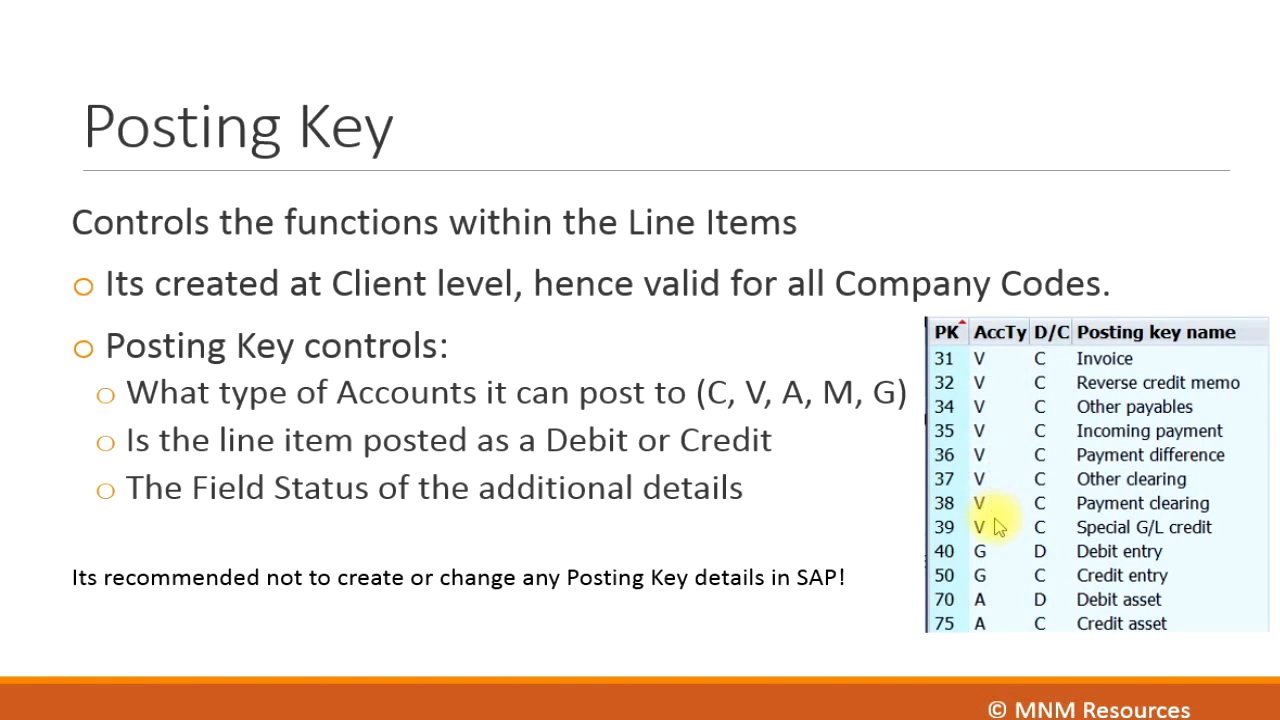 Posting Key
Controls the functions within the Line Items
o Its created at Client level, hence valid for all Company Codes.
o Posting Key controls:
o What type of Accounts it can post to (C, V, A, M, G)
o Is the line item posted as a Debit or Credit
o The Field Status of the additional details
Its recommended not to create or change any Posting Key details in SAP!
PK AccTy D/C Posting key name
31 V C Invoice
32 V C Reverse credit memo
34 V C Other payables
35 V C Incoming payment
36 V C Payment difference
37 V C Other clearing
38 V C Payment clearing
39 V C Special G/L credit
40 G D Debit entry
50 G C Credit entry
70 A D Debit asset
75 A C Credit asset
© MNM Resources